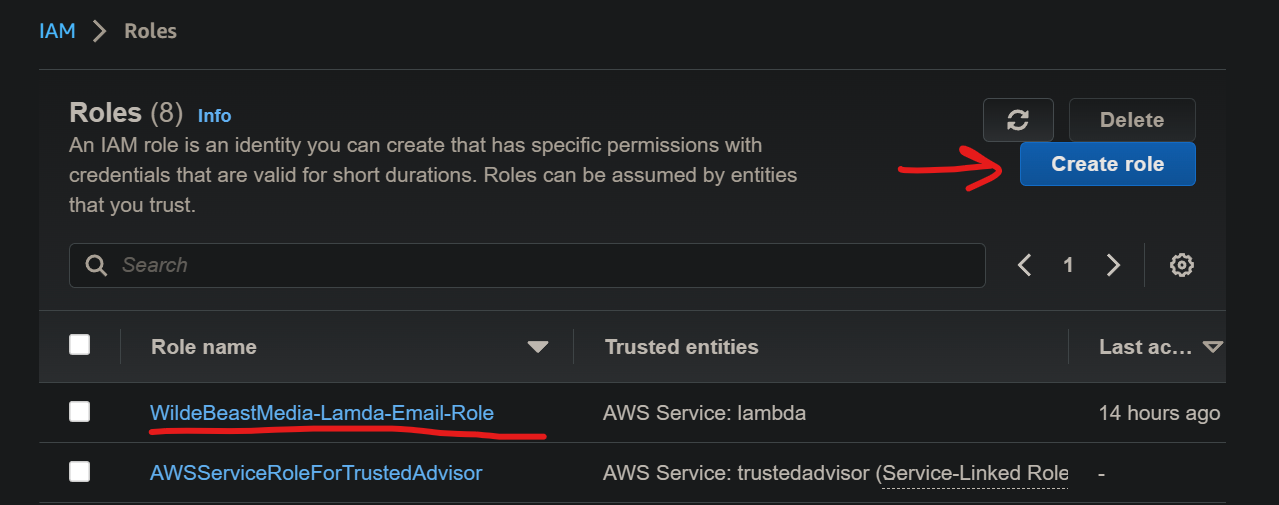 IAM > Roles
Roles (8) Info
An IAM role is an identity you can create that has specific permissions with
credentials that are valid for short durations. Roles can be assumed by entities
that you trust.
Delete
Create role
Search
1
Role name Trusted entities Last ac...
WildeBeastMedia-Lamda-Email-Role AWS Service: lambda 14 hours ago
AWSServiceRoleForTrustedAdvisor AWS Service: trustedadvisor (Service-Linked Role -